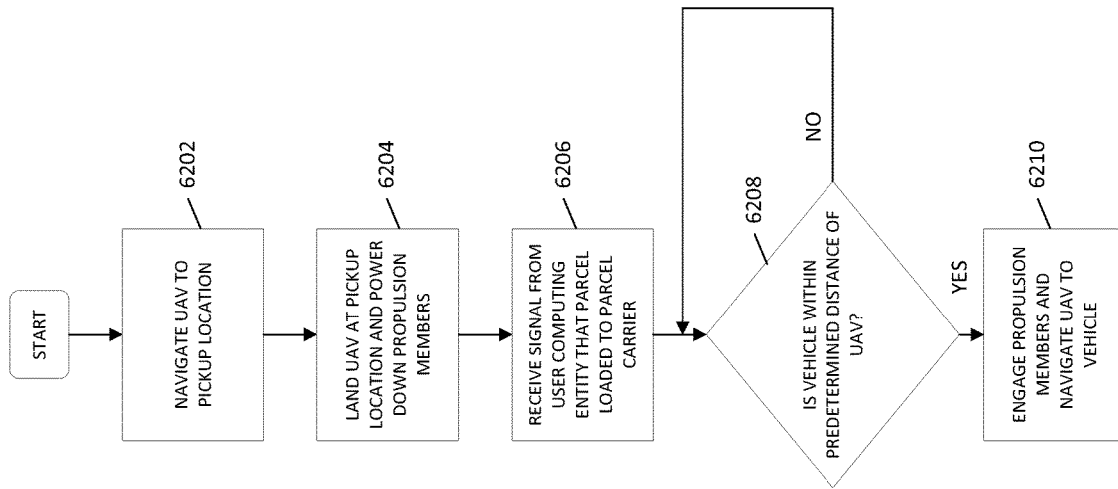 START
6202
NAVIGATE UAV TO
PICKUP LOCATION
6204
LAND UAV AT PICKUP
LOCATION AND POWER
DOWN PROPULSION
MEMBERS
6206
RECEIVE SIGNAL FROM
USER COMPUTING
ENTITY THAT PARCEL
LOADED TO PARCEL
CARRIER
6208
IS VEHICLE WITHIN
PREDETERMINED DISTANCE OF
UAV?
NO
YES
6210
ENGAGE PROPULSION
MEMBERS AND
NAVIGATE UAV TO
VEHICLE